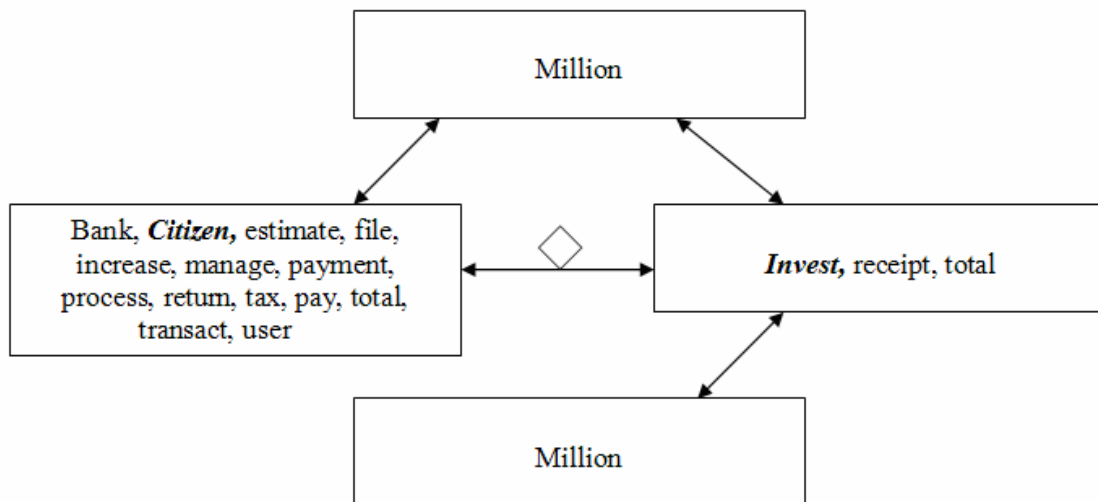 Million
Bank, Citizen, estimate, file,
increase, manage, payment,
process, return, tax, pay, total,
transact, user
Invest, receipt, total
Million